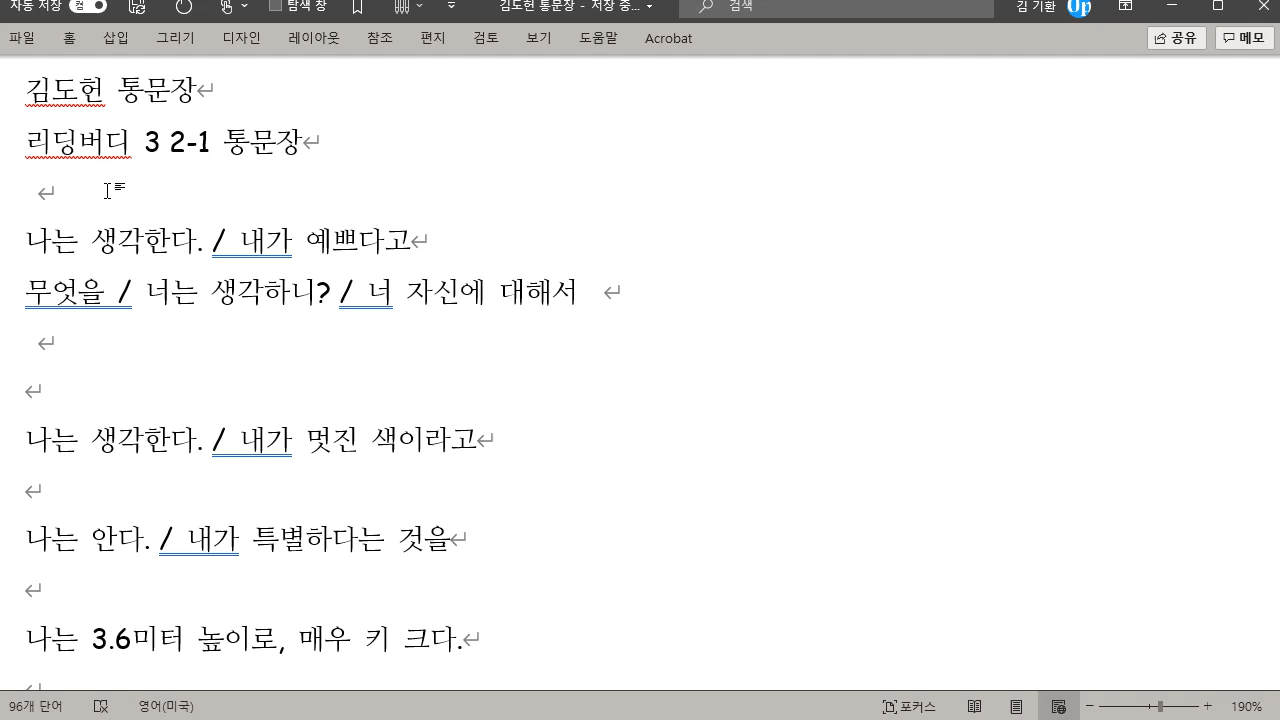 자동 저장 켬 탐색 창 김도헌 통문장 - 저장 중... 검색 김 기환
파일 홈 삽입 그리기 디자인 레이아웃 참조 편지 검토 보기 도움말 Acrobat 공유 메모
김도헌 통문장
리딩버디 3 2-1 통문장
나는 생각한다. / 내가 예쁘다고
무엇을 / 너는 생각하니? / 너 자신에 대해서
나는 생각한다. / 내가 멋진 색이라고
나는 안다. / 내가 특별하다는 것을
나는 3.6미터 높이로, 매우 키 크다.
96개 단어 영어(미국) 포커스 190%